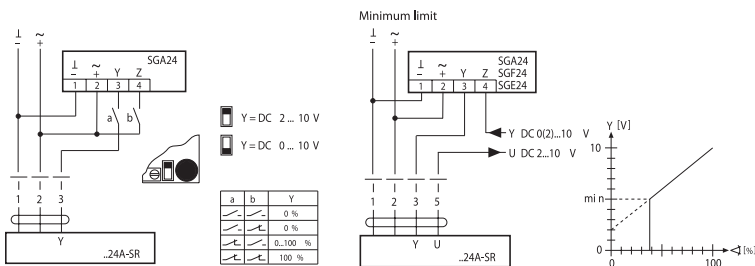 ⊥ ~
- +
SGA24
⊥ ~ Y Z
- +
1 2 3 4
a b
1 2 3
Y
..24A-SR
Y = DC 2 ... 10 V
Y = DC 0 ... 10 V
a b Y
0 %
0 %
0...100 %
100 %
Minimum limit
⊥ ~
- +
SGA24
SGF24
SGE24
⊥ ~ Y Z
- +
1 2 3 4
Y DC 0(2)...10 V
U DC 2...10 V
1 2 3 5
Y U
..24A-SR
Y [V]
10
min
0
0 100
[%]